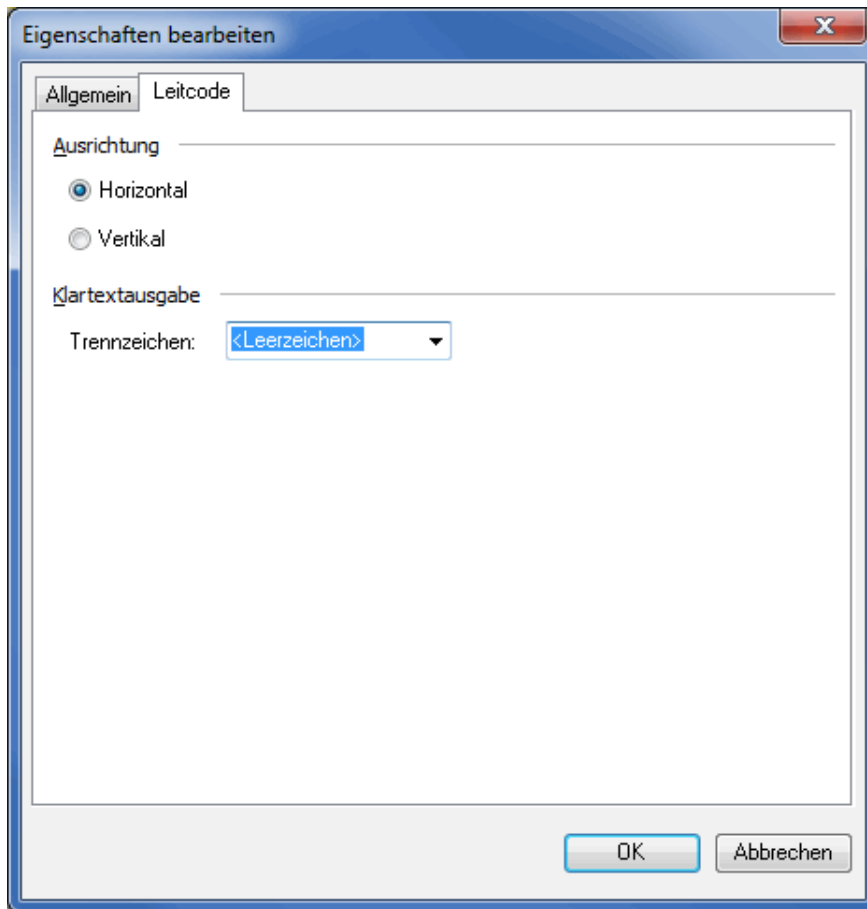 Eigenschaften bearbeiten
Allgemein Leitcode
Ausrichtung
Horizontal
Vertikal
Klartextausgabe
Trennzeichen: <Leerzeichen>
OK Abbrechen